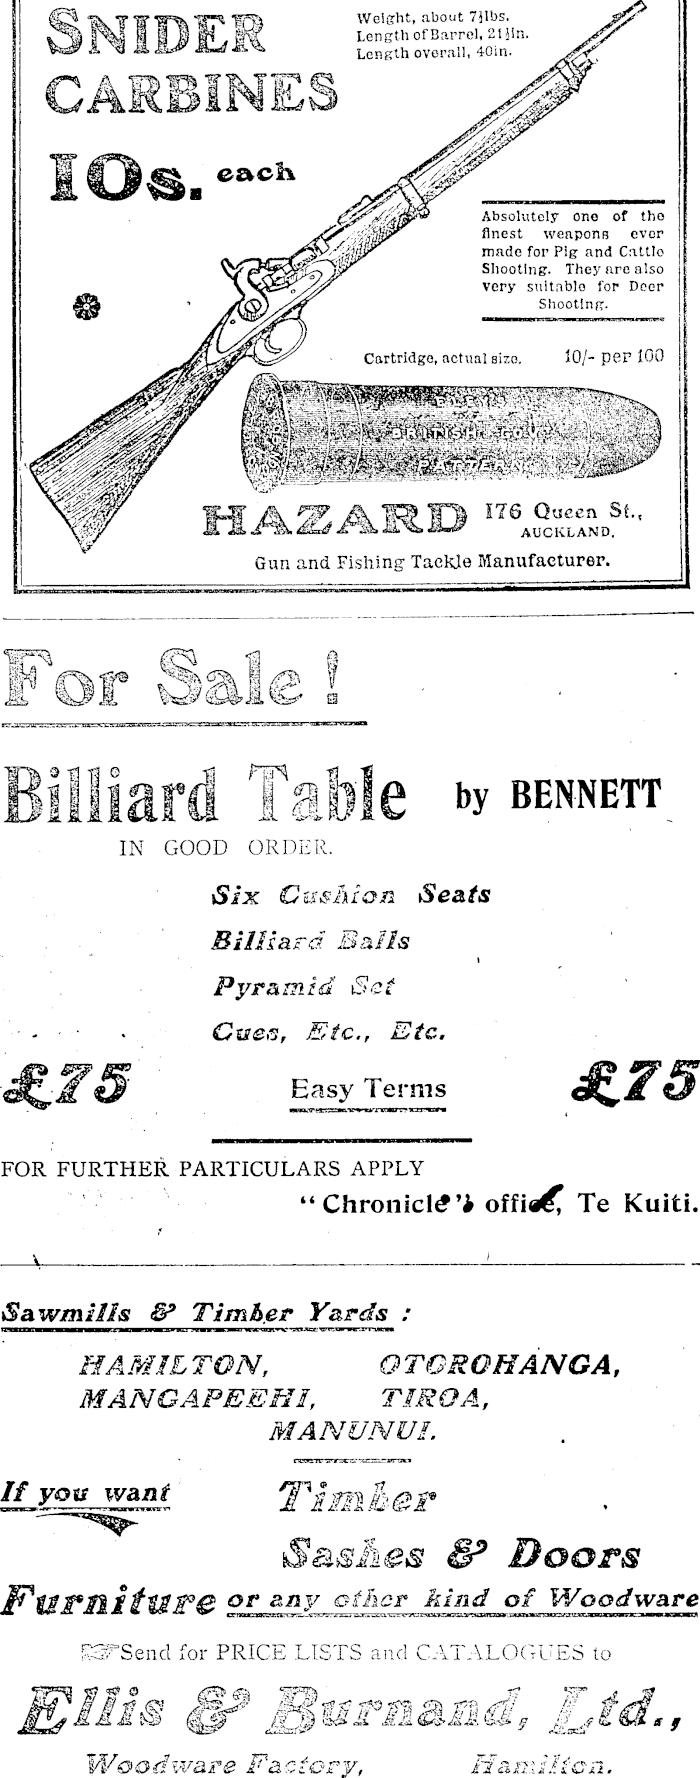 SNIDER
CARBINES
10s. each
Weight, about 7½lbs.
Length of Barrel, 21½in.
Length overall, 40in.
Absolutely one of the
finest weapons ever
made for Pig and Cattle
Shooting. They are also
very suitable for Deer
Shooting.
Cartridge, actual size. 10/- per 100
BRITISH GOVT
PATTERN
HAZARD 176 Queen St.,
AUCKLAND,
Gun and Fishing Tackle Manufacturer.
For Sale !
Billiard Table by BENNETT
IN GOOD ORDER.
Six Cushion Seats
Billiard Balls
Pyramid Set
Cues, Etc., Etc.
£75 Easy Terms £75
FOR FURTHER PARTICULARS APPLY
"Chronicle" office, Te Kuiti.
Sawmills & Timber Yards :
HAMILTON, OTOROHANGA,
MANGAPEEHI, TIROA,
MANUNUI.
If you want Timber
Sashes & Doors
Furniture or any other kind of Woodware
Send for PRICE LISTS and CATALOGUES to
Ellis & Burnand, Ltd.,
Woodware Factory, Hamilton.